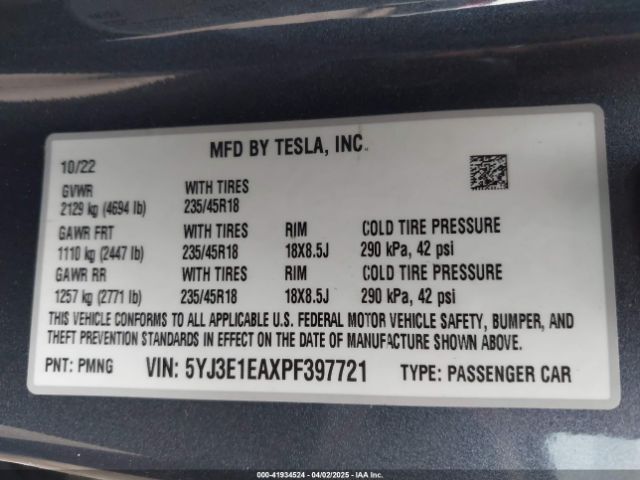 MFD BY TESLA, INC.
10/22
GVWR WITH TIRES
2129 kg (4694 lb) 235/45R18
GAWR FRT WITH TIRES RIM COLD TIRE PRESSURE
1110 kg (2447 lb) 235/45R18 18X8.5J 290 kPa, 42 psi
GAWR RR WITH TIRES RIM COLD TIRE PRESSURE
1257 kg (2771 lb) 235/45R18 18X8.5J 290 kPa, 42 psi
THIS VEHICLE CONFORMS TO ALL APPLICABLE U.S. FEDERAL MOTOR VEHICLE SAFETY, BUMPER, AND
THEFT PREVENTION STANDARDS IN EFFECT ON THE DATE OF MANUFACTURE SHOWN ABOVE.
PNT: PMNG VIN: 5YJ3E1EAXPF397721 TYPE: PASSENGER CAR
©-41934524 - 04/02/2025 - IAA Inc.